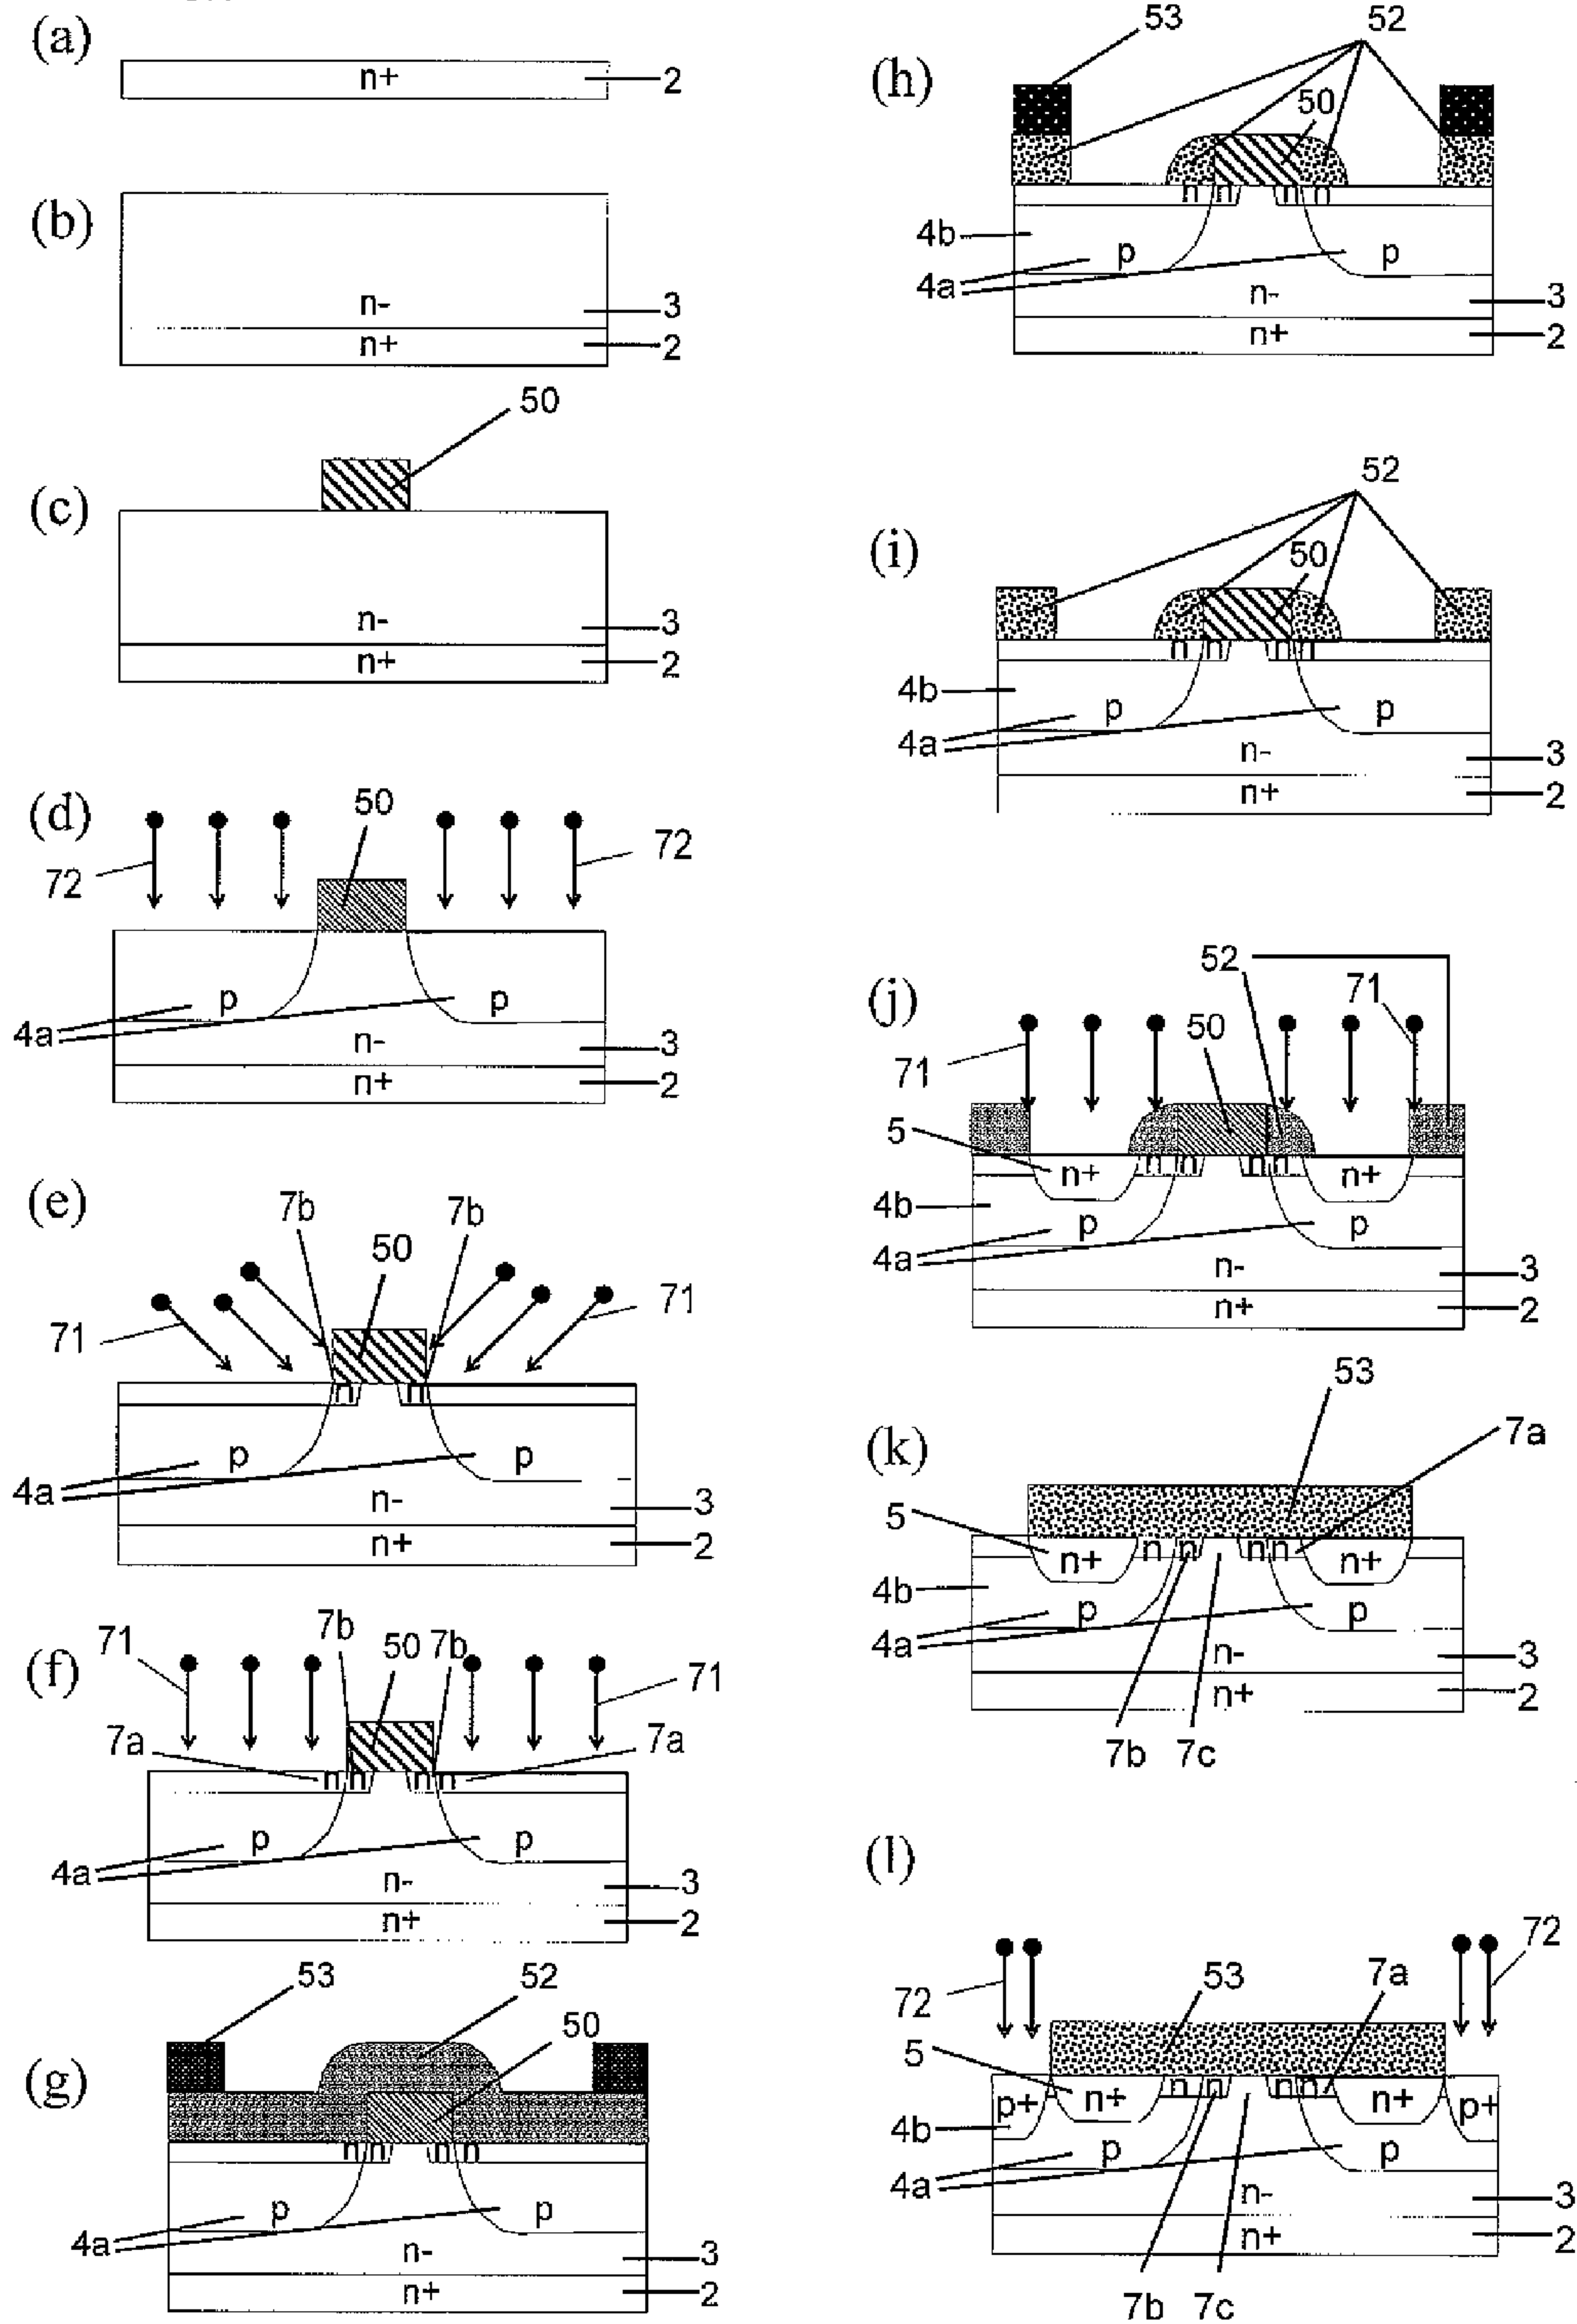 (a)
n+
2
(b)
n-
3
n+
2
50
(c)
n-
3
n+
2
(d)
50
72
72
p
p
4a
n-
3
n+
2
(e)
7b
7b
50
71
71
n
n
p
p
4a
n-
3
n+
2
(f)
71
7b
50
7b
71
7a
7a
n n
n n
p
p
4a
n-
3
n+
2
53
52
50
(g)
n n
n n
p
p
4a
n-
3
n+
2
53
52
(h)
50
n n
n n
4b
p
p
4a
n-
3
n+
2
52
(i)
50
n n
n n
4b
p
p
4a
n-
3
n+
2
52
(j)
71
50
71
5
n+
n n
n n
n+
4b
p
p
4a
n-
3
n+
2
53
(k)
7a
5
n+
n n
n n
n+
4b
p
p
4a
n-
3
n+
2
7b
7c
(l)
72
53
7a
72
5
p+
n+
n n
n n
n+
p+
4b
p
p
4a
n-
3
n+
2
7b
7c